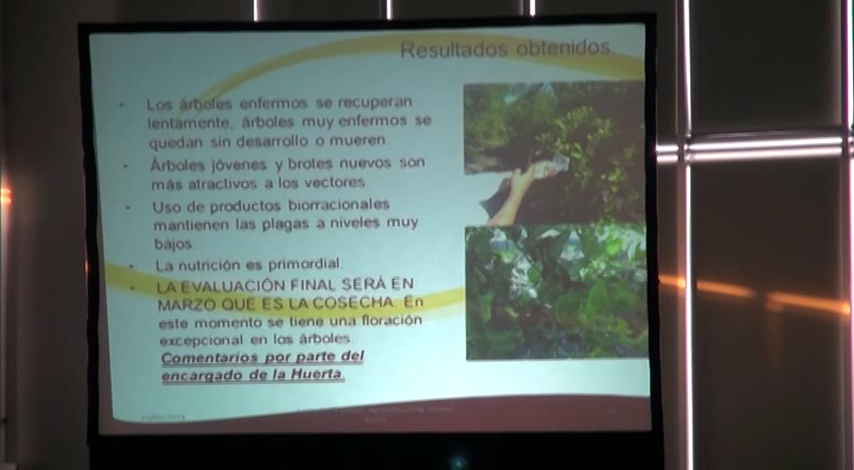 Resultados obtenidos
• Los árboles enfermos se recuperan
lentamente, árboles muy enfermos se
quedan sin desarrollo o mueren.
• Árboles jóvenes y brotes nuevos son
más atractivos a los vectores
• Uso de productos biorracionales
mantienen las plagas a niveles muy
bajos.
• La nutrición es primordial.
• LA EVALUACIÓN FINAL SERÁ EN
MARZO QUE ES LA COSECHA. En
este momento se tiene una floración
excepcional en los árboles.
Comentarios por parte del
encargado de la Huerta.